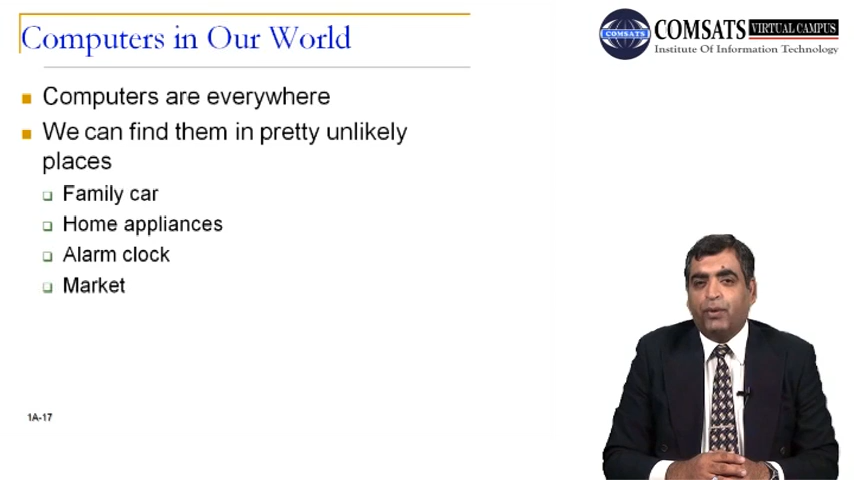 Computers in Our World
COMSATS
COMSATS VIRTUAL CAMPUS
Institute Of Information Technology
Computers are everywhere
We can find them in pretty unlikely
places
Family car
Home appliances
Alarm clock
Market
1A-17